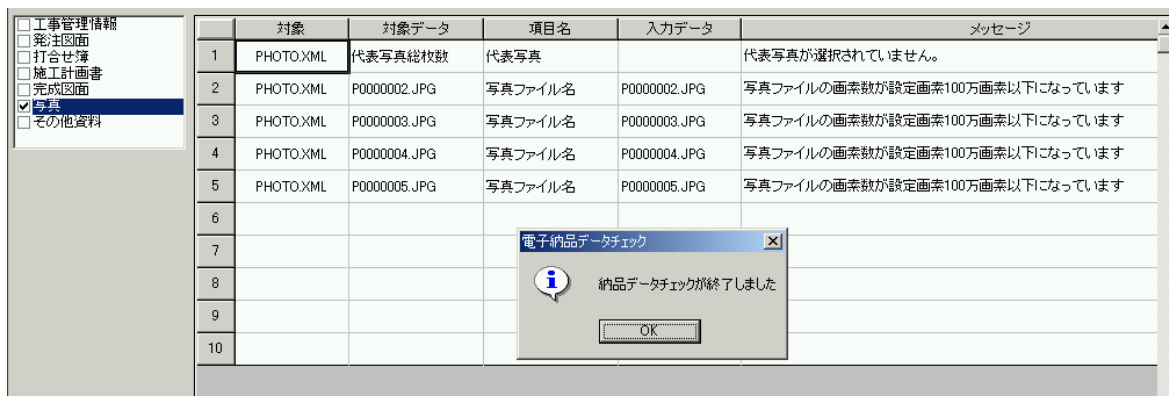 工事管理情報
発注図面
打合せ簿
施工計画書
完成図面
写真
その他資料
対象 対象データ 項目名 入力データ メッセージ
1 PHOTO.XML 代表写真総枚数 代表写真 代表写真が選択されていません。
2 PHOTO.XML P0000002.JPG 写真ファイル名 P0000002.JPG 写真ファイルの画素数が設定画素100万画素以下になっています
3 PHOTO.XML P0000003.JPG 写真ファイル名 P0000003.JPG 写真ファイルの画素数が設定画素100万画素以下になっています
4 PHOTO.XML P0000004.JPG 写真ファイル名 P0000004.JPG 写真ファイルの画素数が設定画素100万画素以下になっています
5 PHOTO.XML P0000005.JPG 写真ファイル名 P0000005.JPG 写真ファイルの画素数が設定画素100万画素以下になっています
6
7
8
9
10
電子納品データチェック
納品データチェックが終了しました
OK